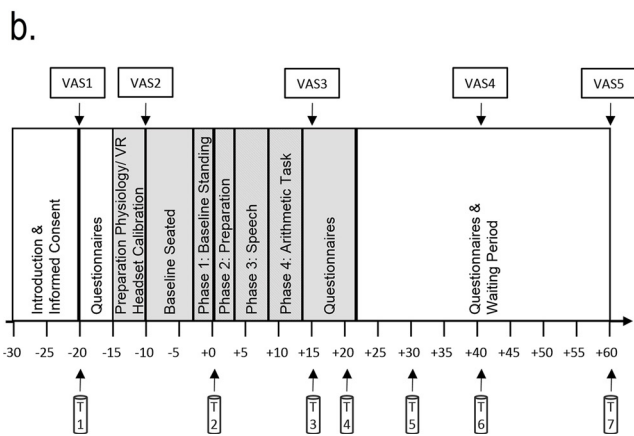 b.
VAS1
VAS2
VAS3
VAS4
VAS5
Introduction &
Informed Consent
Questionnaires
Preparation Physiology/ VR
Headset Calibration
Baseline Seated
Phase 1: Baseline Standing
Phase 2: Preparation
Phase 3: Speech
Phase 4: Arithmetic Task
Questionnaires
Questionnaires &
Waiting Period
-30 -25 -20 -15 -10 -5 +0 +5 +10 +15 +20 +25 +30 +35 +40 +45 +50 +55 +60
T
1
T
2
T
3
T
4
T
5
T
6
T
7